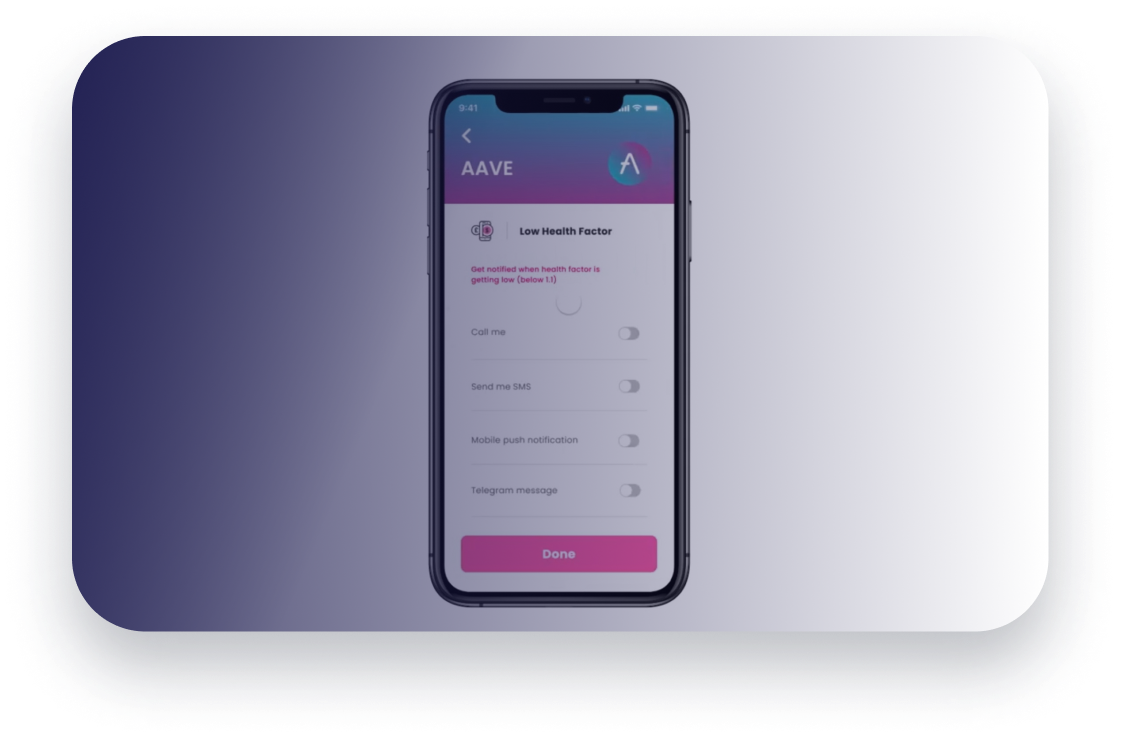 9:41
AAVE
Low Health Factor
Get notified when health factor is
getting low (below 1.1)
Call me
Send me SMS
Mobile push notification
Telegram message
Done